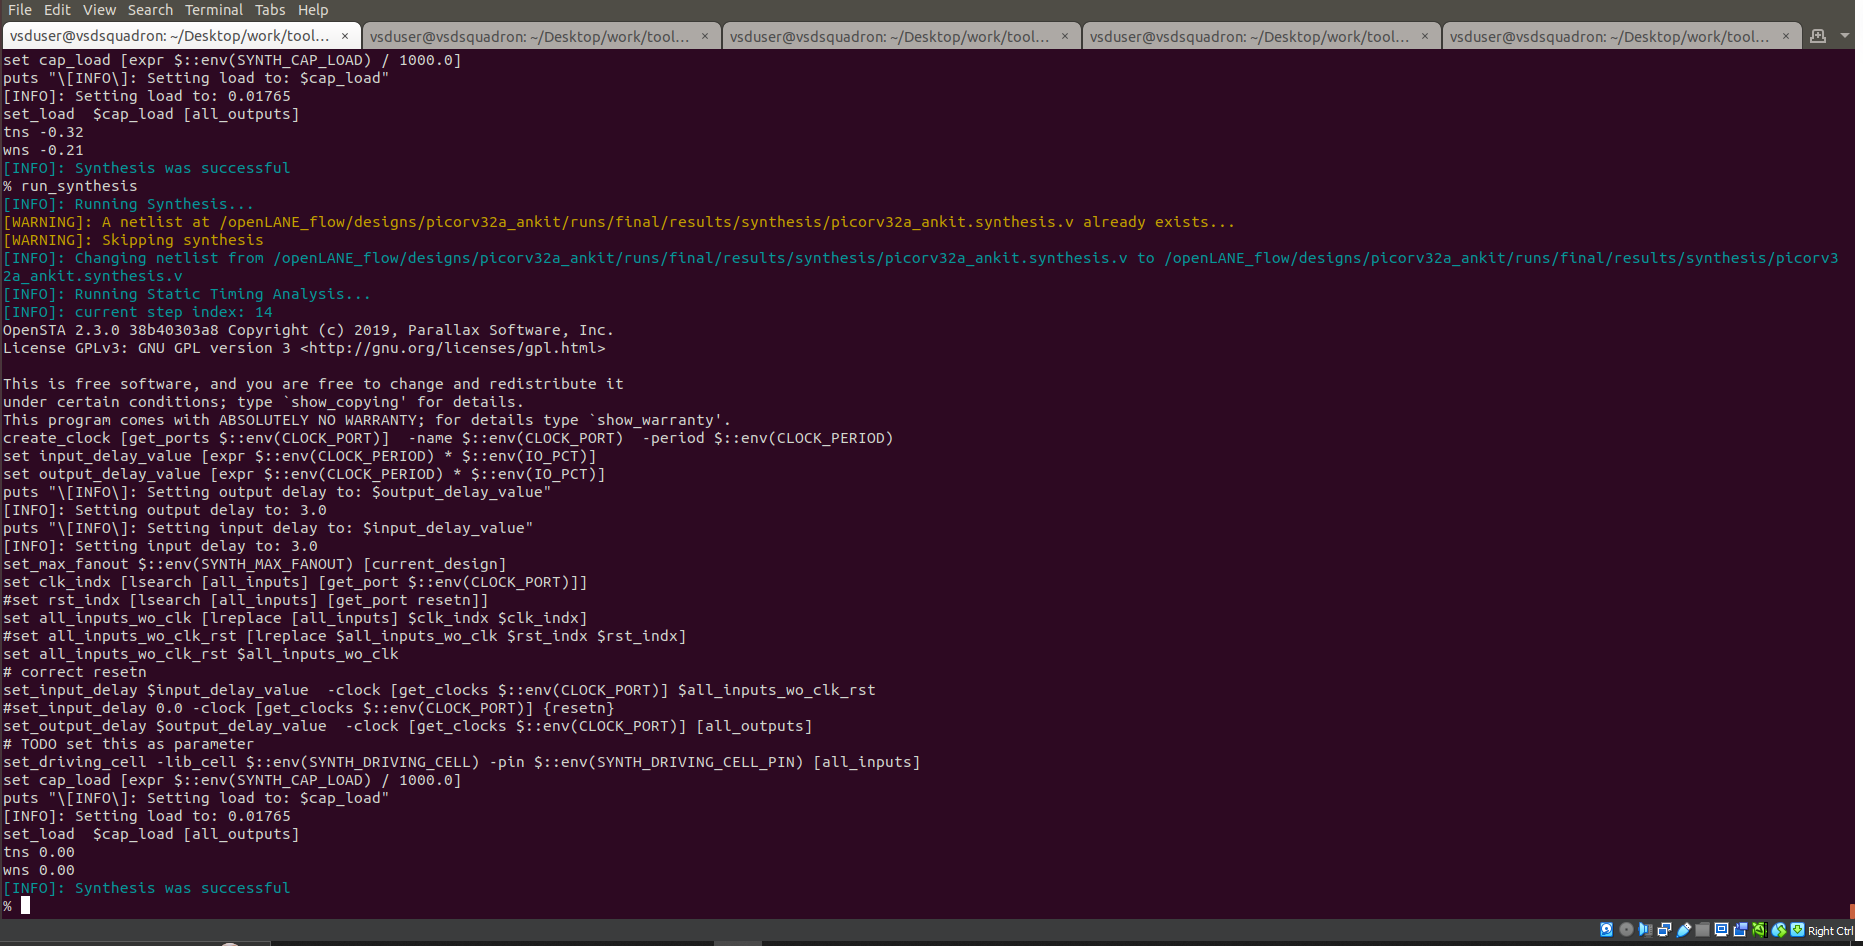 File Edit View Search Terminal Tabs Help
vsduser@vsdsquadron: ~/Desktop/work/tool... × vsduser@vsdsquadron: ~/Desktop/work/tool... × vsduser@vsdsquadron: ~/Desktop/work/tool... × vsduser@vsdsquadron: ~/Desktop/work/tool... × vsduser@vsdsquadron: ~/Desktop/work/tool... ×
set cap_load [expr $::env(SYNTH_CAP_LOAD) / 1000.0]
puts "\[INFO\]: Setting load to: $cap_load"
[INFO]: Setting load to: 0.01765
set_load  $cap_load [all_outputs]
tns -0.32
wns -0.21
[INFO]: Synthesis was successful
% run_synthesis
[INFO]: Running Synthesis...
[WARNING]: A netlist at /openLANE_flow/designs/picorv32a_ankit/runs/final/results/synthesis/picorv32a_ankit.synthesis.v already exists...
[WARNING]: Skipping synthesis
[INFO]: Changing netlist from /openLANE_flow/designs/picorv32a_ankit/runs/final/results/synthesis/picorv32a_ankit.synthesis.v to /openLANE_flow/designs/picorv32a_ankit/runs/final/results/synthesis/picorv3
2a_ankit.synthesis.v
[INFO]: Running Static Timing Analysis...
[INFO]: current step index: 14
OpenSTA 2.3.0 38b40303a8 Copyright (c) 2019, Parallax Software, Inc.
License GPLv3: GNU GPL version 3 <http://gnu.org/licenses/gpl.html>
This is free software, and you are free to change and redistribute it
under certain conditions; type `show_copying' for details.
This program comes with ABSOLUTELY NO WARRANTY; for details type `show_warranty'.
create_clock [get_ports $::env(CLOCK_PORT)]  -name $::env(CLOCK_PORT)  -period $::env(CLOCK_PERIOD)
set input_delay_value [expr $::env(CLOCK_PERIOD) * $::env(IO_PCT)]
set output_delay_value [expr $::env(CLOCK_PERIOD) * $::env(IO_PCT)]
puts "\[INFO\]: Setting output delay to: $output_delay_value"
[INFO]: Setting output delay to: 3.0
puts "\[INFO\]: Setting input delay to: $input_delay_value"
[INFO]: Setting input delay to: 3.0
set_max_fanout $::env(SYNTH_MAX_FANOUT) [current_design]
set clk_indx [lsearch [all_inputs] [get_port $::env(CLOCK_PORT)]]
#set rst_indx [lsearch [all_inputs] [get_port resetn]]
set all_inputs_wo_clk [lreplace [all_inputs] $clk_indx $clk_indx]
#set all_inputs_wo_clk_rst [lreplace $all_inputs_wo_clk $rst_indx $rst_indx]
set all_inputs_wo_clk_rst $all_inputs_wo_clk
# correct resetn
set_input_delay $input_delay_value  -clock [get_clocks $::env(CLOCK_PORT)] $all_inputs_wo_clk_rst
#set_input_delay 0.0 -clock [get_clocks $::env(CLOCK_PORT)] {resetn}
set_output_delay $output_delay_value  -clock [get_clocks $::env(CLOCK_PORT)] [all_outputs]
# TODO set this as parameter
set_driving_cell -lib_cell $::env(SYNTH_DRIVING_CELL) -pin $::env(SYNTH_DRIVING_CELL_PIN) [all_inputs]
set cap_load [expr $::env(SYNTH_CAP_LOAD) / 1000.0]
puts "\[INFO\]: Setting load to: $cap_load"
[INFO]: Setting load to: 0.01765
set_load  $cap_load [all_outputs]
tns 0.00
wns 0.00
[INFO]: Synthesis was successful
%
Right Ctrl